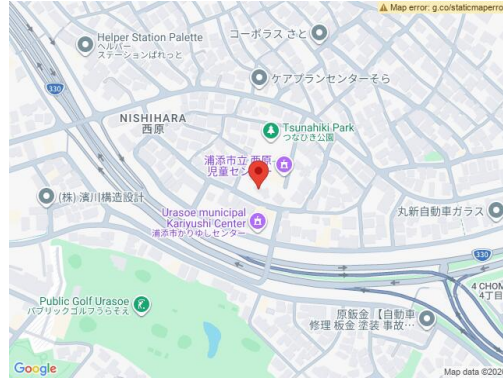 Map error: g.co/staticmaperro
コーポラス さと
Helper Station Palette
ヘルパー
ステーションぱれっと
ケアプランセンターそら
330
NISHIHARA
西原
Tsunahiki Park
つなひき公園
浦添市立 西原
児童セン
(株) 濱川構造設計
Urasoe municipal
Kariyushi Center
浦添市かりゆしセンター
丸新自動車ガラス
330
4 CHOM
4丁目
Public Golf Urasoe
パブリックゴルフうらそえ
原鈑金【自動車
修理 板金 塗装 事故…
Google
Map data ©202